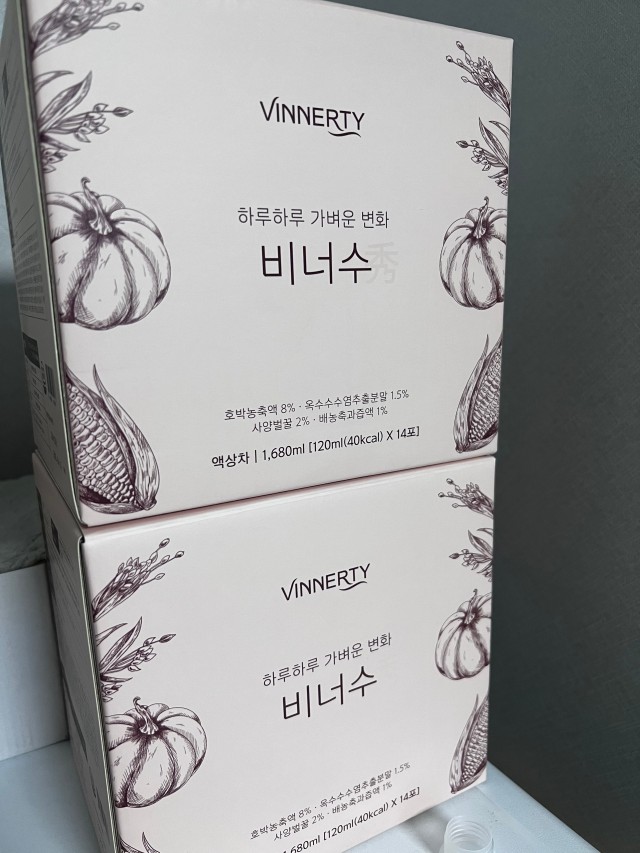 VINNERTY
하루하루 가벼운 변화
비너수秀
호박농축액 8% · 옥수수수염추출분말 1.5%
사양벌꿀 2% · 배농축과즙액 1%
액상차 | 1,680ml [120ml(40kcal) X 14포]
VINNERTY
하루하루 가벼운 변화
비너수
호박농축액 8% · 옥수수수염추출분말 1.5%
사양벌꿀 2% · 배농축과즙액 1%
1,680ml [120ml(40kcal) X 14포]